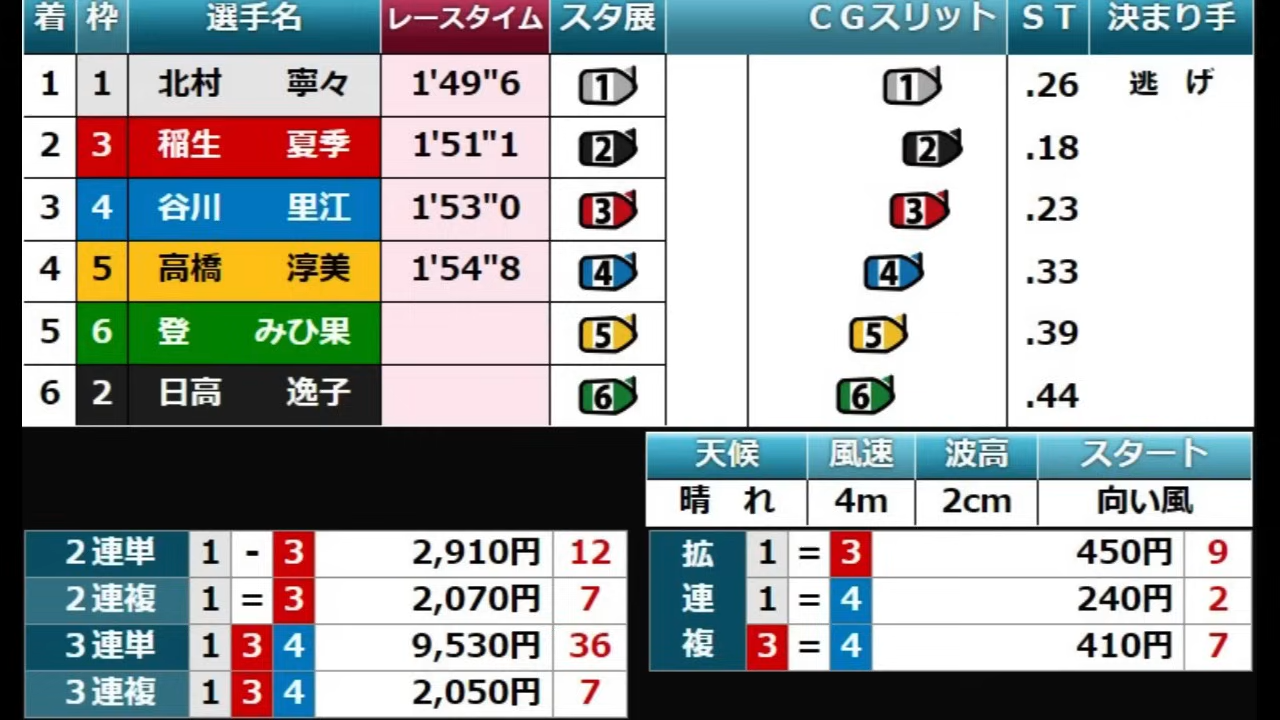 着 枠 選手名 レースタイム スタ展 CGスリット ST 決まり手
1 1 北村 寧々 1'49"6 1 1 .26 逃げ
2 3 稲生 夏季 1'51"1 2 2 .18
3 4 谷川 里江 1'53"0 3 3 .23
4 5 高橋 淳美 1'54"8 4 4 .33
5 6 登 みひ果 5 5 .39
6 2 日高 逸子 6 6 .44
天候 風速 波高 スタート
晴れ 4m 2cm 向い風
2連単 1 - 3 2,910円 12
2連複 1 = 3 2,070円 7
3連単 1 3 4 9,530円 36
3連複 1 3 4 2,050円 7
拡 1 = 3 450円 9
連 1 = 4 240円 2
複 3 = 4 410円 7